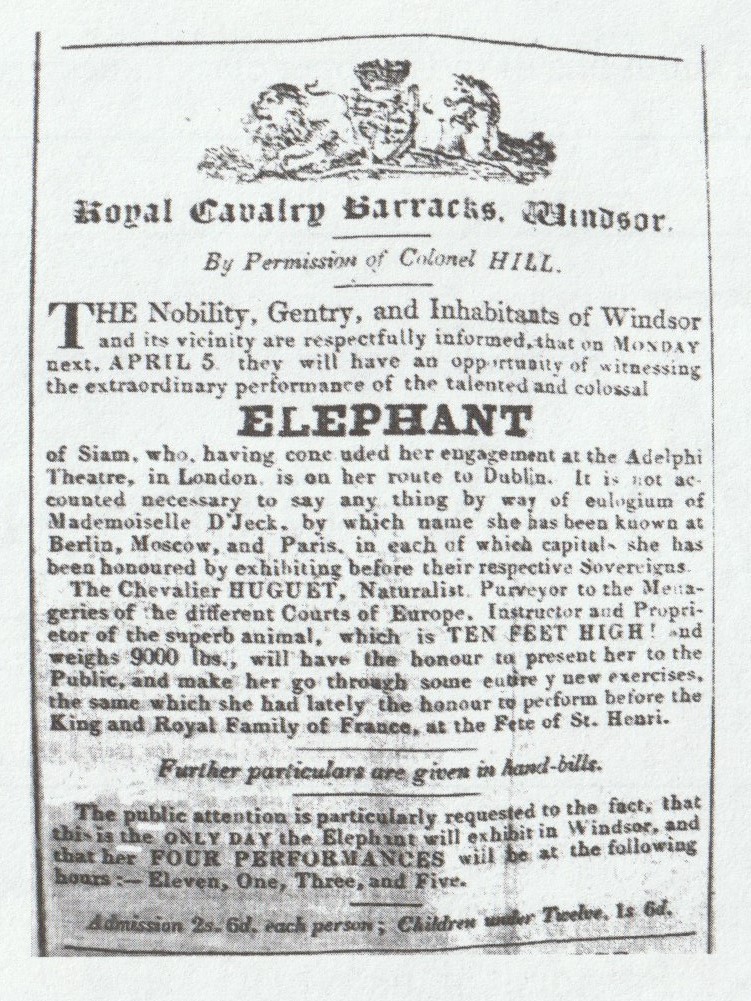 Royal Cavalry Barracks, Windsor.
By Permission of Colonel HILL.
THE Nobility, Gentry, and Inhabitants of Windsor
and its vicinity are respectfully informed, that on MONDAY
next, APRIL 5. they will have an opportunity of witnessing
the extraordinary performance of the talented and colossal
ELEPHANT
of Siam, who, having conc uded her engagement at the Adelphi
Theatre, in London, is on her route to Dublin. It is not ac-
counted necessary to say any thing by way of eulogium of
Mademoiselle D'Jeck, by which name she has been known at
Berlin, Moscow, and Paris, in each of which capitals she has
been honoured by exhibiting before their respective Sovereigns.
The Chevalier HUGUET, Naturalist, Purveyor to the Mena-
geries of the different Courts of Europe, Instructor and Propri-
etor of the superb animal, which is TEN FEET HIGH! and
weighs 9000 lbs., will have the honour to present her to the
Public, and make her go through some entire y new exercises,
the same which she had lately the honour to perform before the
King and Royal Family of France, at the Fete of St. Henri.
Further particulars are given in hand-bills.
The public attention is particularly requested to the fact, that
this is the ONLY DAY the Elephant will exhibit in Windsor, and
that her FOUR PERFORMANCES will be at the following
hours :— Eleven, One, Three, and Five.
Admission 2s. 6d. each person ; Children under Twelve, 1s 6d.